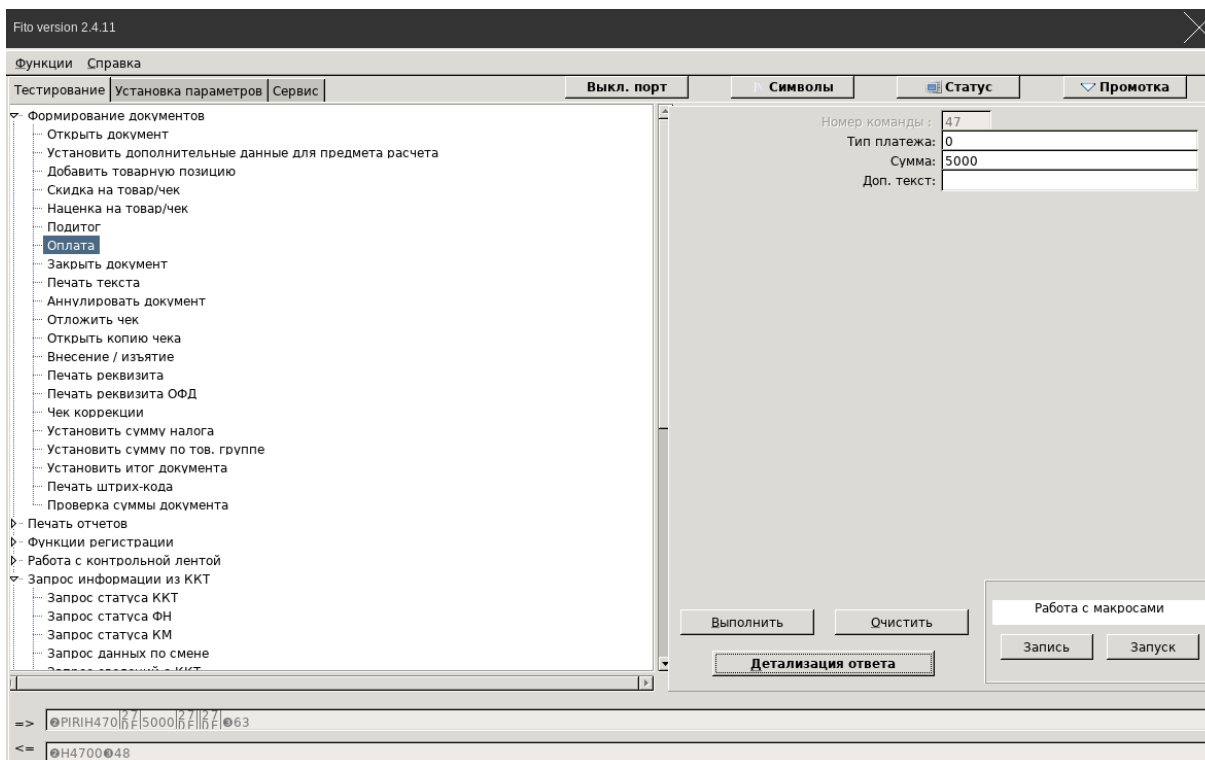 Fito version 2.4.11
Функции Справка
Тестирование Установка параметров Сервис Выкл. порт Символы Статус Промотка
Формирование документов
Открыть документ
Установить дополнительные данные для предмета расчета
Добавить товарную позицию
Скидка на товар/чек
Наценка на товар/чек
Подитог
Оплата
Закрыть документ
Печать текста
Аннулировать документ
Отложить чек
Открыть копию чека
Внесение / изъятие
Печать реквизита
Печать реквизита ОФД
Чек коррекции
Установить сумму налога
Установить сумму по тов. группе
Установить итог документа
Печать штрих-кода
Проверка суммы документа
Печать отчетов
Функции регистрации
Работа с контрольной лентой
Запрос информации из ККТ
Запрос статуса ККТ
Запрос статуса ФН
Запрос статуса КМ
Запрос данных по смене
Запрос сведений о ККТ
Номер команды : 47
Тип платежа: 0
Сумма: 5000
Доп. текст:
Выполнить Очистить
Детализация ответа
Работа с макросами
Запись Запуск
=> ❷PIRIH470 5000 ❸63
<= ❷H4700❸48